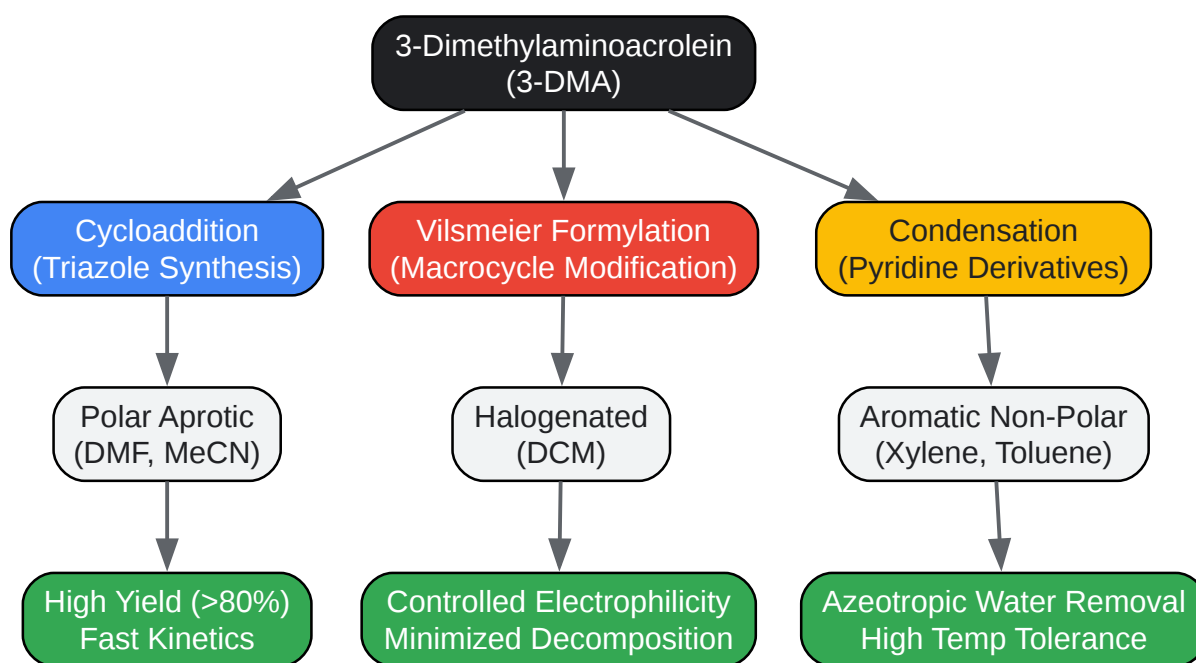 3-Dimethylaminoacrolein
(3-DMA)
Cycloaddition
(Triazole Synthesis)
Vilsmeier Formylation
(Macrocycle Modification)
Condensation
(Pyridine Derivatives)
Polar Aprotic
(DMF, MeCN)
Halogenated
(DCM)
Aromatic Non-Polar
(Xylene, Toluene)
High Yield (>80%)
Fast Kinetics
Controlled Electrophilicity
Minimized Decomposition
Azeotropic Water Removal
High Temp Tolerance